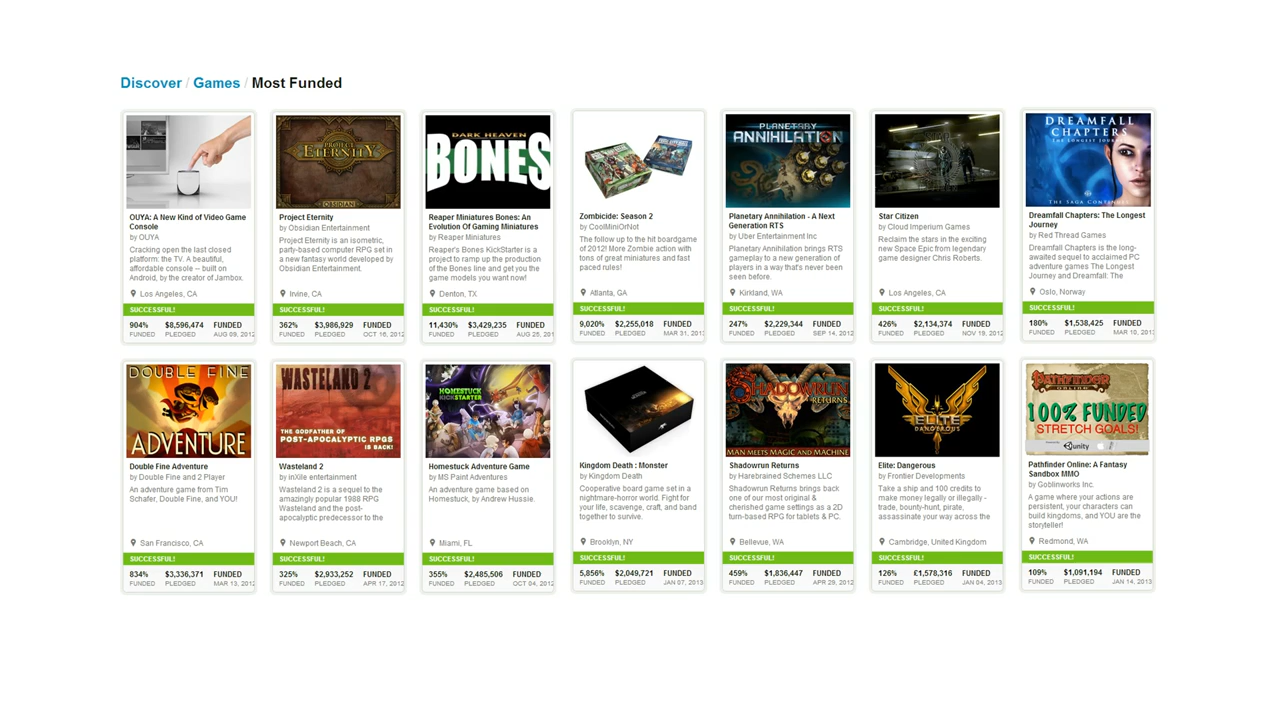 Discover / Games / Most Funded
PROJECT
ETERNITY
OBSIDIAN
DARK HEAVEN
BONES
PLANETARY
ANNIHILATION
DREAMFALL
CHAPTERS
THE LONGEST JOURNEY
THE SAGA CONTINUES
OUYA: A New Kind of Video Game
Console
by OUYA
Cracking open the last closed
platform: the TV. A beautiful,
affordable console -- built on
Android, by the creator of Jambox.
Los Angeles, CA
SUCCESSFUL!
904% $8,596,474 FUNDED
FUNDED PLEDGED AUG 09, 2012
Project Eternity
by Obsidian Entertainment
Project Eternity is an isometric,
party-based computer RPG set in
a new fantasy world developed by
Obsidian Entertainment.
Irvine, CA
SUCCESSFUL!
362% $3,986,929 FUNDED
FUNDED PLEDGED OCT 16, 2012
Reaper Miniatures Bones: An
Evolution Of Gaming Miniatures
by Reaper Miniatures
Reaper's Bones KickStarter is a
project to ramp up the production
of the Bones line and get you the
game models you want now!
Denton, TX
SUCCESSFUL!
11,430% $3,429,235 FUNDED
FUNDED PLEDGED AUG 25, 201
Zombicide: Season 2
by CoolMiniOrNot
The follow up to the hit boardgame
of 2012! More Zombie action with
tons of great miniatures and fast
paced rules!
Atlanta, GA
SUCCESSFUL!
9,020% $2,255,018 FUNDED
FUNDED PLEDGED MAR 31, 2013
Planetary Annihilation - A Next
Generation RTS
by Uber Entertainment Inc
Planetary Annihilation brings RTS
gameplay to a new generation of
players in a way that's never been
seen before.
Kirkland, WA
SUCCESSFUL!
247% $2,229,344 FUNDED
FUNDED PLEDGED SEP 14, 2012
Star Citizen
by Cloud Imperium Games
Reclaim the stars in the exciting
new Space Epic from legendary
game designer Chris Roberts.
Los Angeles, CA
SUCCESSFUL!
426% $2,134,374 FUNDED
FUNDED PLEDGED NOV 19, 2012
Dreamfall Chapters: The Longest
Journey
by Red Thread Games
Dreamfall Chapters is the long-
awaited sequel to acclaimed PC
adventure games The Longest
Journey and Dreamfall: The
Oslo, Norway
SUCCESSFUL!
180% $1,538,425 FUNDED
FUNDED PLEDGED MAR 10, 201
DOUBLE FINE
ADVENTURE
WASTELAND 2
THE GODFATHER OF
POST-APOCALYPTIC RPGS
IS BACK!
HOMESTUCK
KICKSTARTER
SHADOWRUN
RETURNS
MAN MEETS MAGIC AND MACHINE
ELITE
DANGEROUS
PATHFINDER
ONLINE
100% FUNDED
STRETCH GOALS!
unity
Double Fine Adventure
by Double Fine and 2 Player
An adventure game from Tim
Schafer, Double Fine, and YOU!
San Francisco, CA
SUCCESSFUL!
834% $3,336,371 FUNDED
FUNDED PLEDGED MAR 13, 2012
Wasteland 2
by inXile entertainment
Wasteland 2 is a sequel to the
amazingly popular 1988 RPG
Wasteland and the post-
apocalyptic predecessor to the
Newport Beach, CA
SUCCESSFUL!
325% $2,933,252 FUNDED
FUNDED PLEDGED APR 17, 2012
Homestuck Adventure Game
by MS Paint Adventures
An adventure game based on
Homestuck, by Andrew Hussie.
Miami, FL
SUCCESSFUL!
355% $2,485,506 FUNDED
FUNDED PLEDGED OCT 04, 2012
Kingdom Death : Monster
by Kingdom Death
Cooperative board game set in a
nightmare-horror world. Fight for
your life, scavenge, craft, and band
together to survive.
Brooklyn, NY
SUCCESSFUL!
5,856% $2,049,721 FUNDED
FUNDED PLEDGED JAN 07, 2013
Shadowrun Returns
by Harebrained Schemes LLC
Shadowrun Returns brings back
one of our most original &
cherished game settings as a 2D
turn-based RPG for tablets & PC.
Bellevue, WA
SUCCESSFUL!
459% $1,836,447 FUNDED
FUNDED PLEDGED APR 29, 2012
Elite: Dangerous
by Frontier Developments
Take a ship and 100 credits to
make money legally or illegally -
trade, bounty-hunt, pirate,
assassinate your way across the
Cambridge, United Kingdom
SUCCESSFUL!
126% £1,578,316 FUNDED
FUNDED PLEDGED JAN 04, 2013
Pathfinder Online: A Fantasy
Sandbox MMO
by Goblinworks Inc.
A game where your actions are
persistent, your characters can
build kingdoms, and YOU are the
storyteller!
Redmond, WA
SUCCESSFUL!
109% $1,091,194 FUNDED
FUNDED PLEDGED JAN 14, 2013